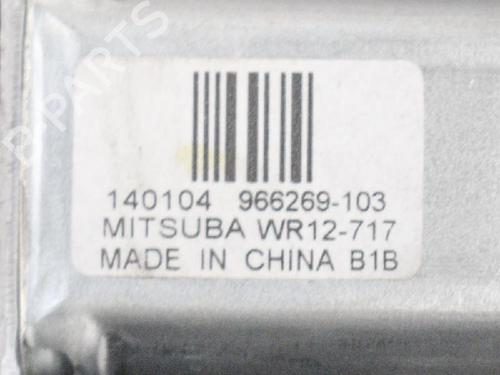 B-PARTS
140104 966269-103
MITSUBA WR12-717
MADE IN CHINA B1B